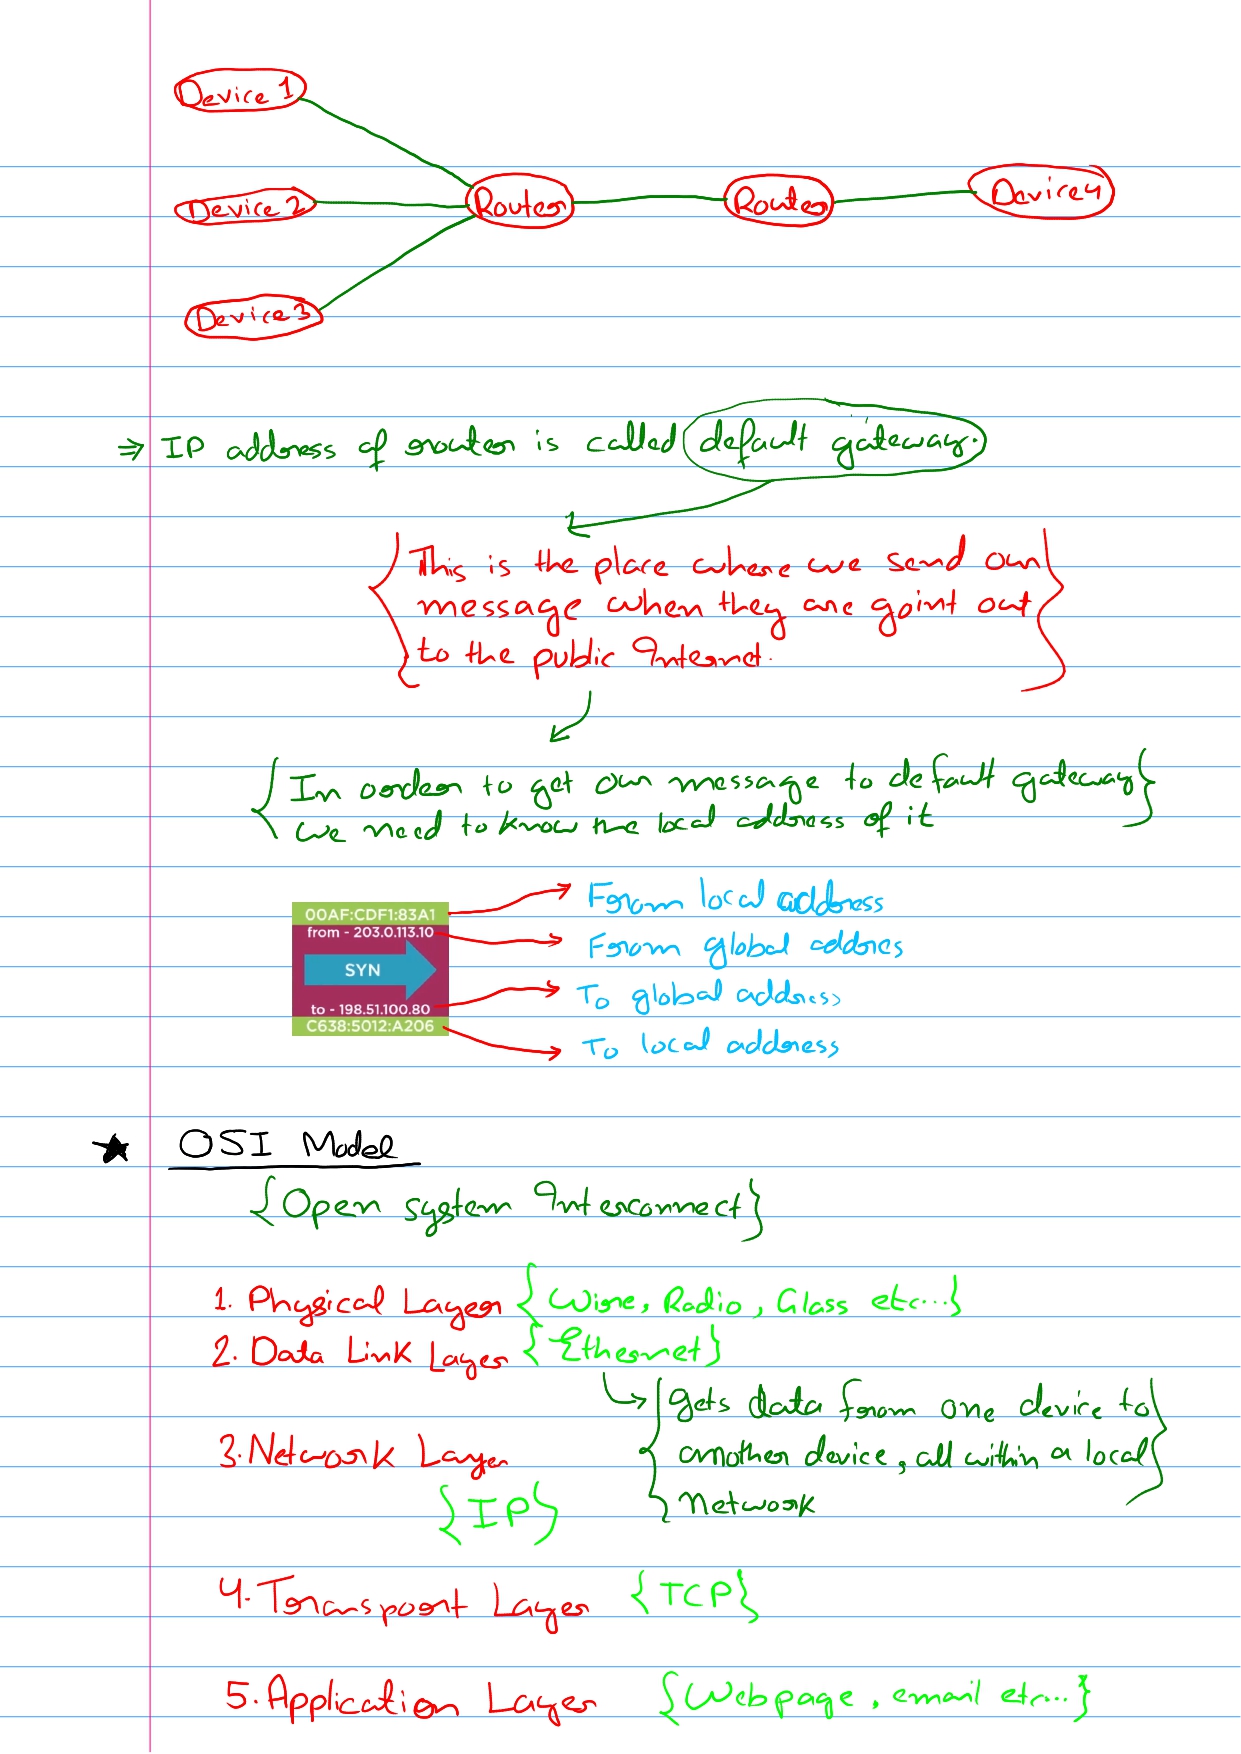 Device 1
Device 2
Router
Router
Device 4
Device 3
⇒ IP address of router is called default gateway.
{ This is the place where we send our
message when they are goint out
to the public Internet. }
{ In order to get our message to default gateway
we need to know the local address of it }
00AF:CDF1:83A1
from - 203.0.113.10
SYN
to - 198.51.100.80
C638:5012:A206
From local address
From global addres
To global address
To local address
★ OSI Model
{Open system Interconnect}
1. Physical Layer { Wire, Radio, Glass etc...}
2. Data Link Layer { Ethernet}
gets data from one device to
another device, all within a local
network
3. Network Layer
{IP}
4. Transport Layer {TCP}
5. Application Layer {Webpage, email etc...}